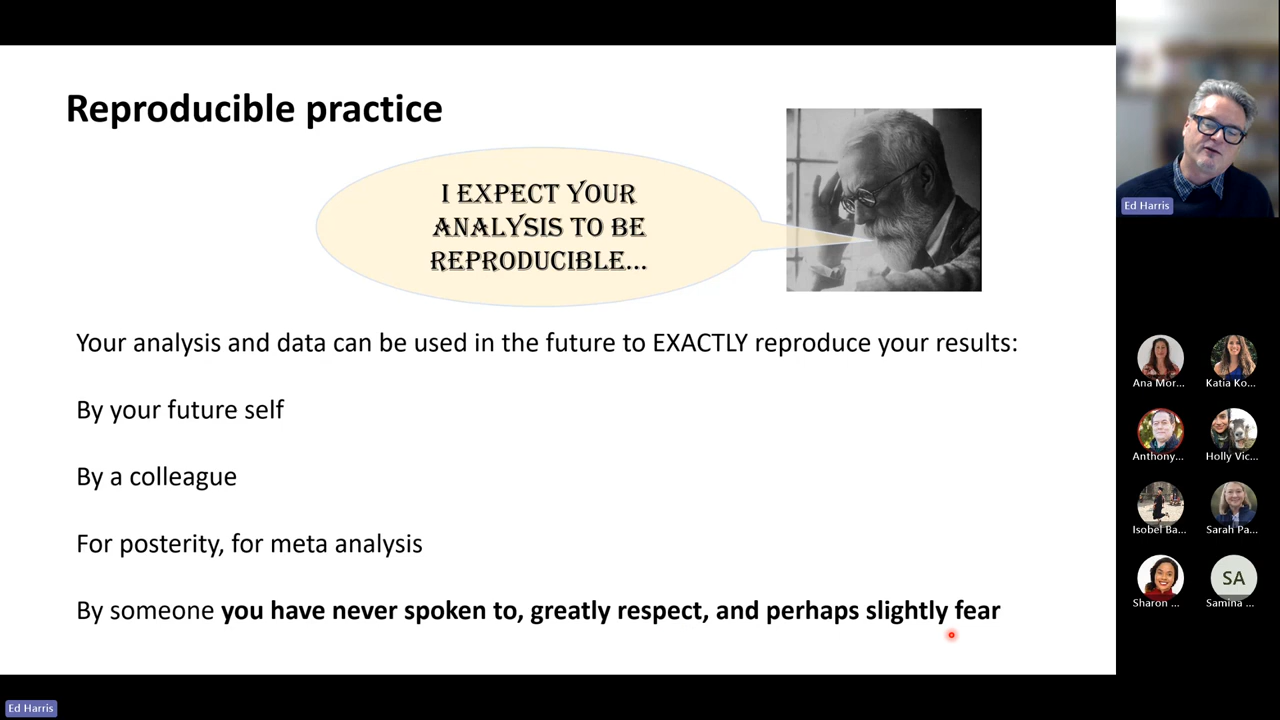 Reproducible practice
I EXPECT YOUR
ANALYSIS TO BE
REPRODUCIBLE...
Your analysis and data can be used in the future to EXACTLY reproduce your results:
By your future self
By a colleague
For posterity, for meta analysis
By someone you have never spoken to, greatly respect, and perhaps slightly fear
Ed Harris
Ana Mor...
Katia Ko...
Anthony...
Holly Vic...
Isobel Ba...
Sarah Pa...
SA
Sharon ...
Samina ...
Ed Harris